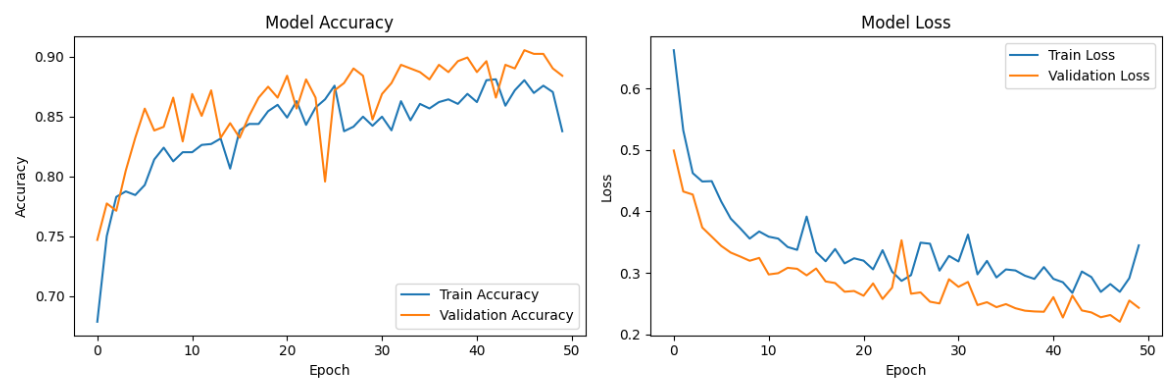 Model Accuracy
Accuracy
0.90
0.85
0.80
0.75
0.70
Train Accuracy
Validation Accuracy
0 10 20 30 40 50
Epoch
Model Loss
Loss
0.6
0.5
0.4
0.3
0.2
Train Loss
Validation Loss
0 10 20 30 40 50
Epoch